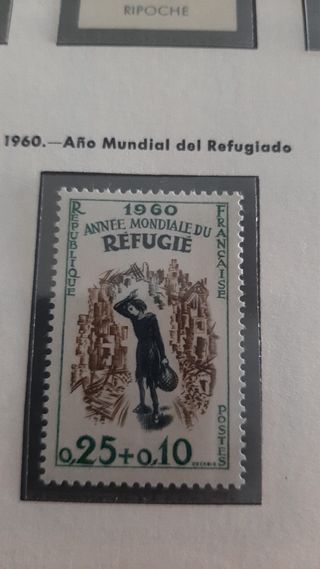 RIPOCHE
1960.—Año Mundial del Refugiado
1960
ANNÉE MONDIALE DU
RÉFUGIÉ
RÉPUBLIQUE
FRANÇAISE
POSTES
0,25+0,10
DECARIS